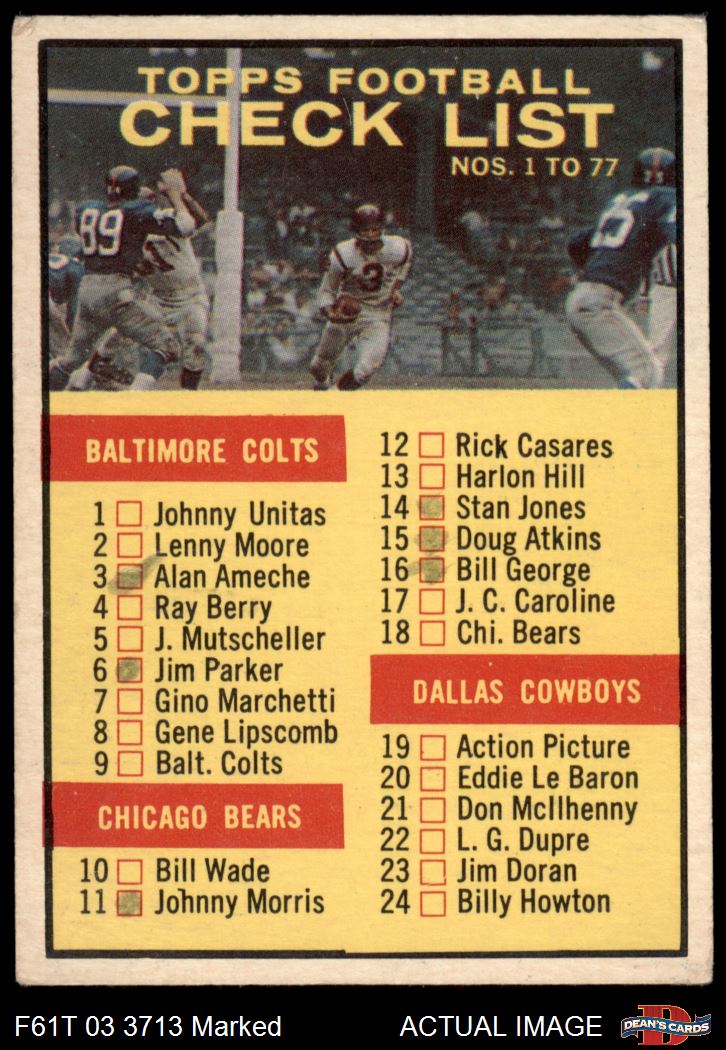 TOPPS FOOTBALL
CHECK LIST
NOS. 1 TO 77
89
3
25
BALTIMORE COLTS
1 Johnny Unitas
2 Lenny Moore
3 Alan Ameche
4 Ray Berry
5 J. Mutscheller
6 Jim Parker
7 Gino Marchetti
8 Gene Lipscomb
9 Balt. Colts
CHICAGO BEARS
10 Bill Wade
11 Johnny Morris
12 Rick Casares
13 Harlon Hill
14 Stan Jones
15 Doug Atkins
16 Bill George
17 J. C. Caroline
18 Chi. Bears
DALLAS COWBOYS
19 Action Picture
20 Eddie Le Baron
21 Don McIlhenny
22 L. G. Dupre
23 Jim Doran
24 Billy Howton
F61T 03 3713 Marked
ACTUAL IMAGE
D
DEAN'S CARDS